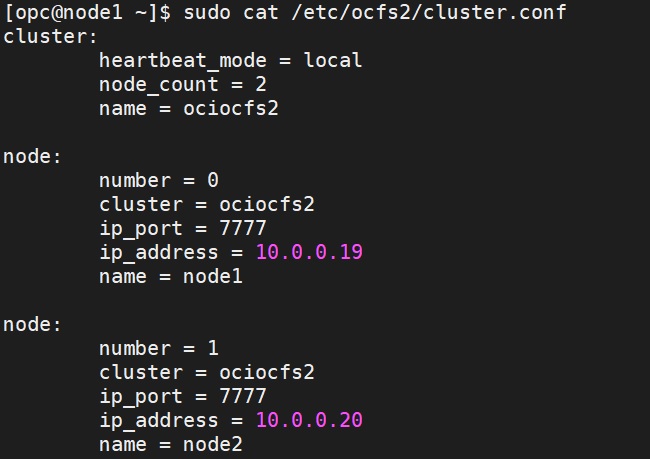 [opc@node1 ~]$ sudo cat /etc/ocfs2/cluster.conf
cluster:
        heartbeat_mode = local
        node_count = 2
        name = ociocfs2

node:
        number = 0
        cluster = ociocfs2
        ip_port = 7777
        ip_address = 10.0.0.19
        name = node1

node:
        number = 1
        cluster = ociocfs2
        ip_port = 7777
        ip_address = 10.0.0.20
        name = node2